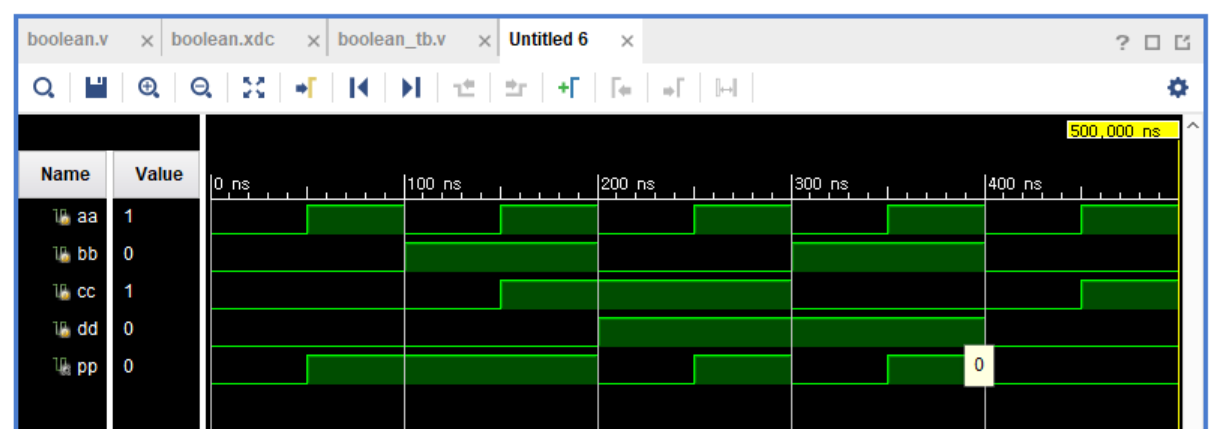 boolean.v × boolean.xdc × boolean_tb.v × Untitled 6 ×
?
500,000 ns
Name Value
0 ns 100 ns 200 ns 300 ns 400 ns
aa 1
bb 0
cc 1
dd 0
pp 0
0